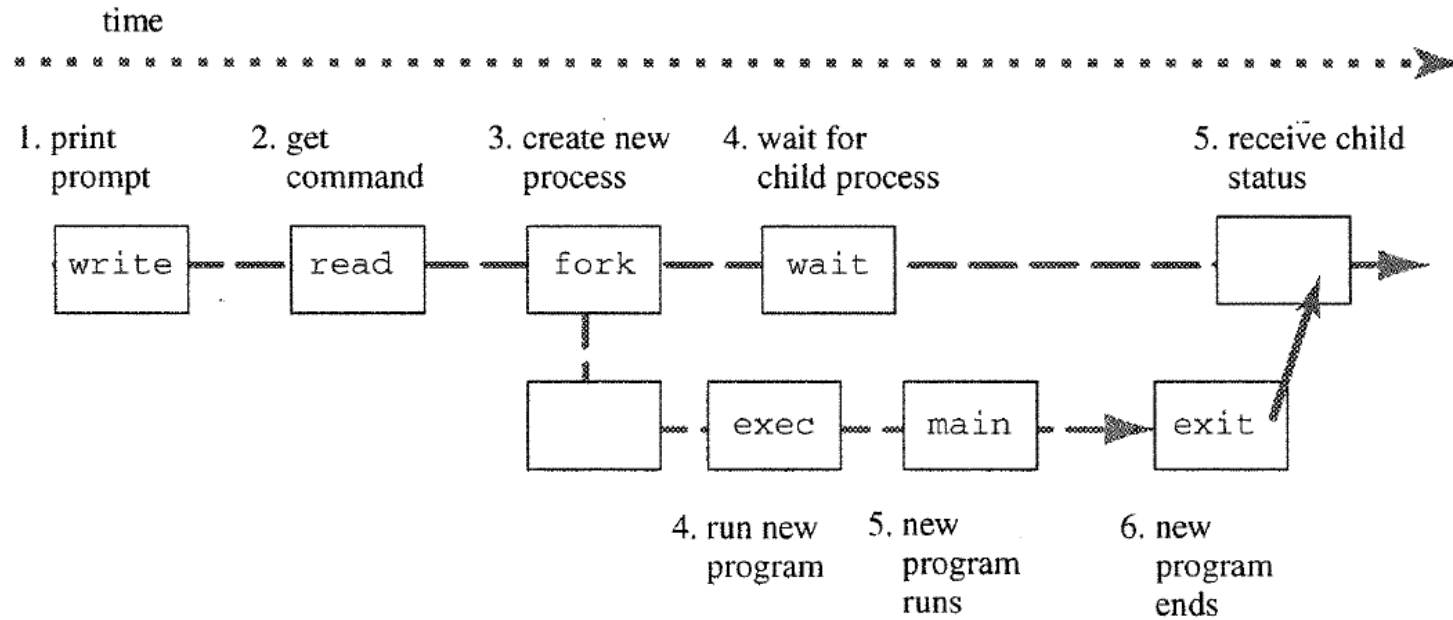 time
1. print
prompt
2. get
command
3. create new
process
4. wait for
child process
5. receive child
status
write
read
fork
wait
exec
main
exit
4. run new
program
5. new
program
runs
6. new
program
ends